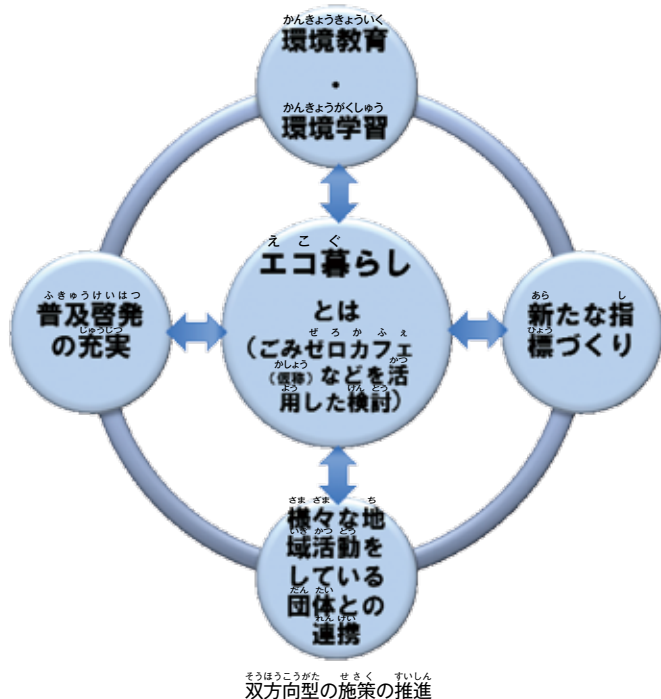 かんきょうきょういく
環境教育
・
かんきょうがくしゅう
環境学習
えこぐ
エコ暮らし
とは
ぜろかふぇ
(ごみゼロカフェ
かしょう かつ
(仮称)などを活
よう けんとう
用した検討)
ふきゅうけいはつ
普及啓発
じゅうじつ
の充実
あら し
新たな指
ひょう
標づくり
さまざま ち
様々な地
いきかつどう
域活動を
している
だんたい
団体との
れんけい
連携
そうほうこうがた せさく すいしん
双方向型の施策の推進